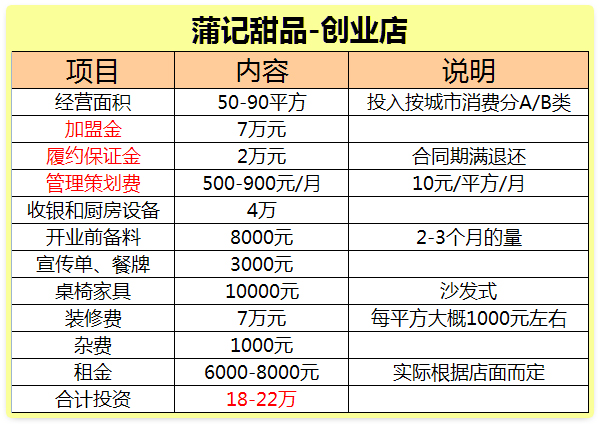 蒲记甜品-创业店
项目 内容 说明
经营面积 50-90平方 投入按城市消费分A/B类
加盟金 7万元
履约保证金 2万元 合同期满退还
管理策划费 500-900元/月 10元/平方/月
收银和厨房设备 4万
开业前备料 8000元 2-3个月的量
宣传单、餐牌 3000元
桌椅家具 10000元 沙发式
装修费 7万元 每平方大概1000元左右
杂费 1000元
租金 6000-8000元 实际根据店面而定
合计投资 18-22万